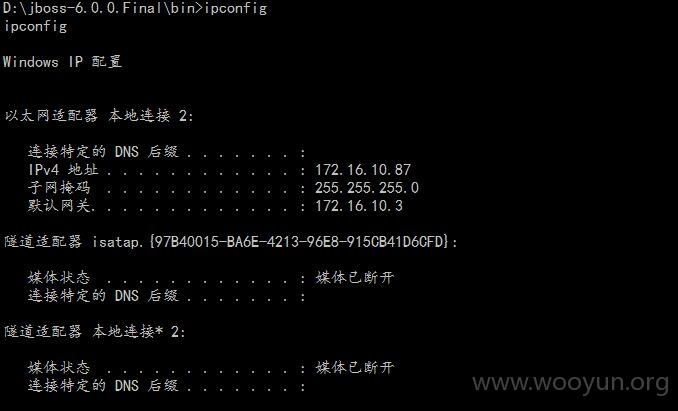 D:\jboss-6.0.0.Final\bin>ipconfig
ipconfig
Windows IP 配置
以太网适配器 本地连接 2:
连接特定的 DNS 后缀 . . . . . . . :
IPv4 地址 . . . . . . . . . . . . : 172.16.10.87
子网掩码 . . . . . . . . . . . . : 255.255.255.0
默认网关. . . . . . . . . . . . . : 172.16.10.3
隧道适配器 isatap.{97B40015-BA6E-4213-96E8-915CB41D6CFD}:
媒体状态 . . . . . . . . . . . . : 媒体已断开
连接特定的 DNS 后缀 . . . . . . . :
隧道适配器 本地连接* 2:
媒体状态 . . . . . . . . . . . . : 媒体已断开
连接特定的 DNS 后缀 . . . . . . . :
www.wooyun.org